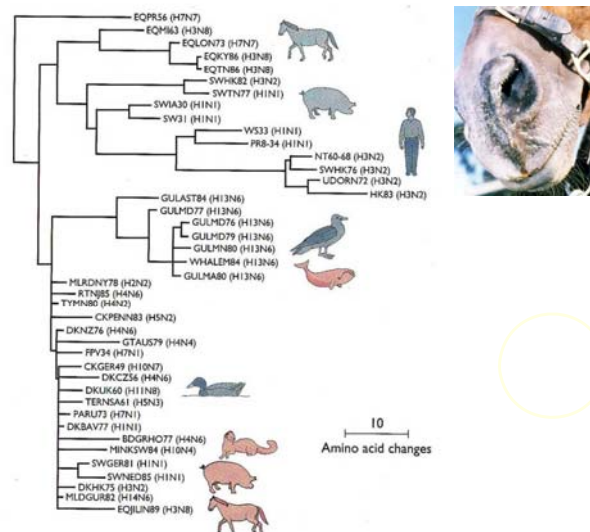 EQPR56 (H7N7)
EQMI63 (H3N8)
EQLON73 (H7N7)
EQKY86 (H3N8)
EQTN86 (H3N8)
SWHK82 (H3N2)
SWTN77 (H1N1)
SWIA30 (H1N1)
SW31 (H1N1)
WS33 (H1N1)
PR8-34 (H1N1)
NT60-68 (H3N2)
SWHK76 (H3N2)
UDORN72 (H3N2)
HK83 (H3N2)
GULAST84 (H13N6)
GULMD77 (H13N6)
GULMD76 (H13N6)
GULMD79 (H13N6)
GULMN80 (H13N6)
WHALEM84 (H13N6)
GULMA80 (H13N6)
MLRDNY78 (H2N2)
RTNJ85 (H4N6)
TYMN80 (H4N2)
CKPENN83 (H5N2)
DKNZ76 (H4N6)
GTAUS79 (H4N4)
FPV34 (H7N1)
CKGER49 (H10N7)
DKCZ56 (H4N6)
DKUK60 (H11N8)
TERNSA61 (H5N3)
PARU73 (H7N1)
DKBAV77 (H1N1)
BDGRHO77 (H4N6)
MINKSW84 (H10N4)
SWGER81 (H1N1)
SWNED85 (H1N1)
DKHK75 (H3N2)
MLDGUR82 (H14N6)
EQJILIN89 (H3N8)
10
Amino acid changes